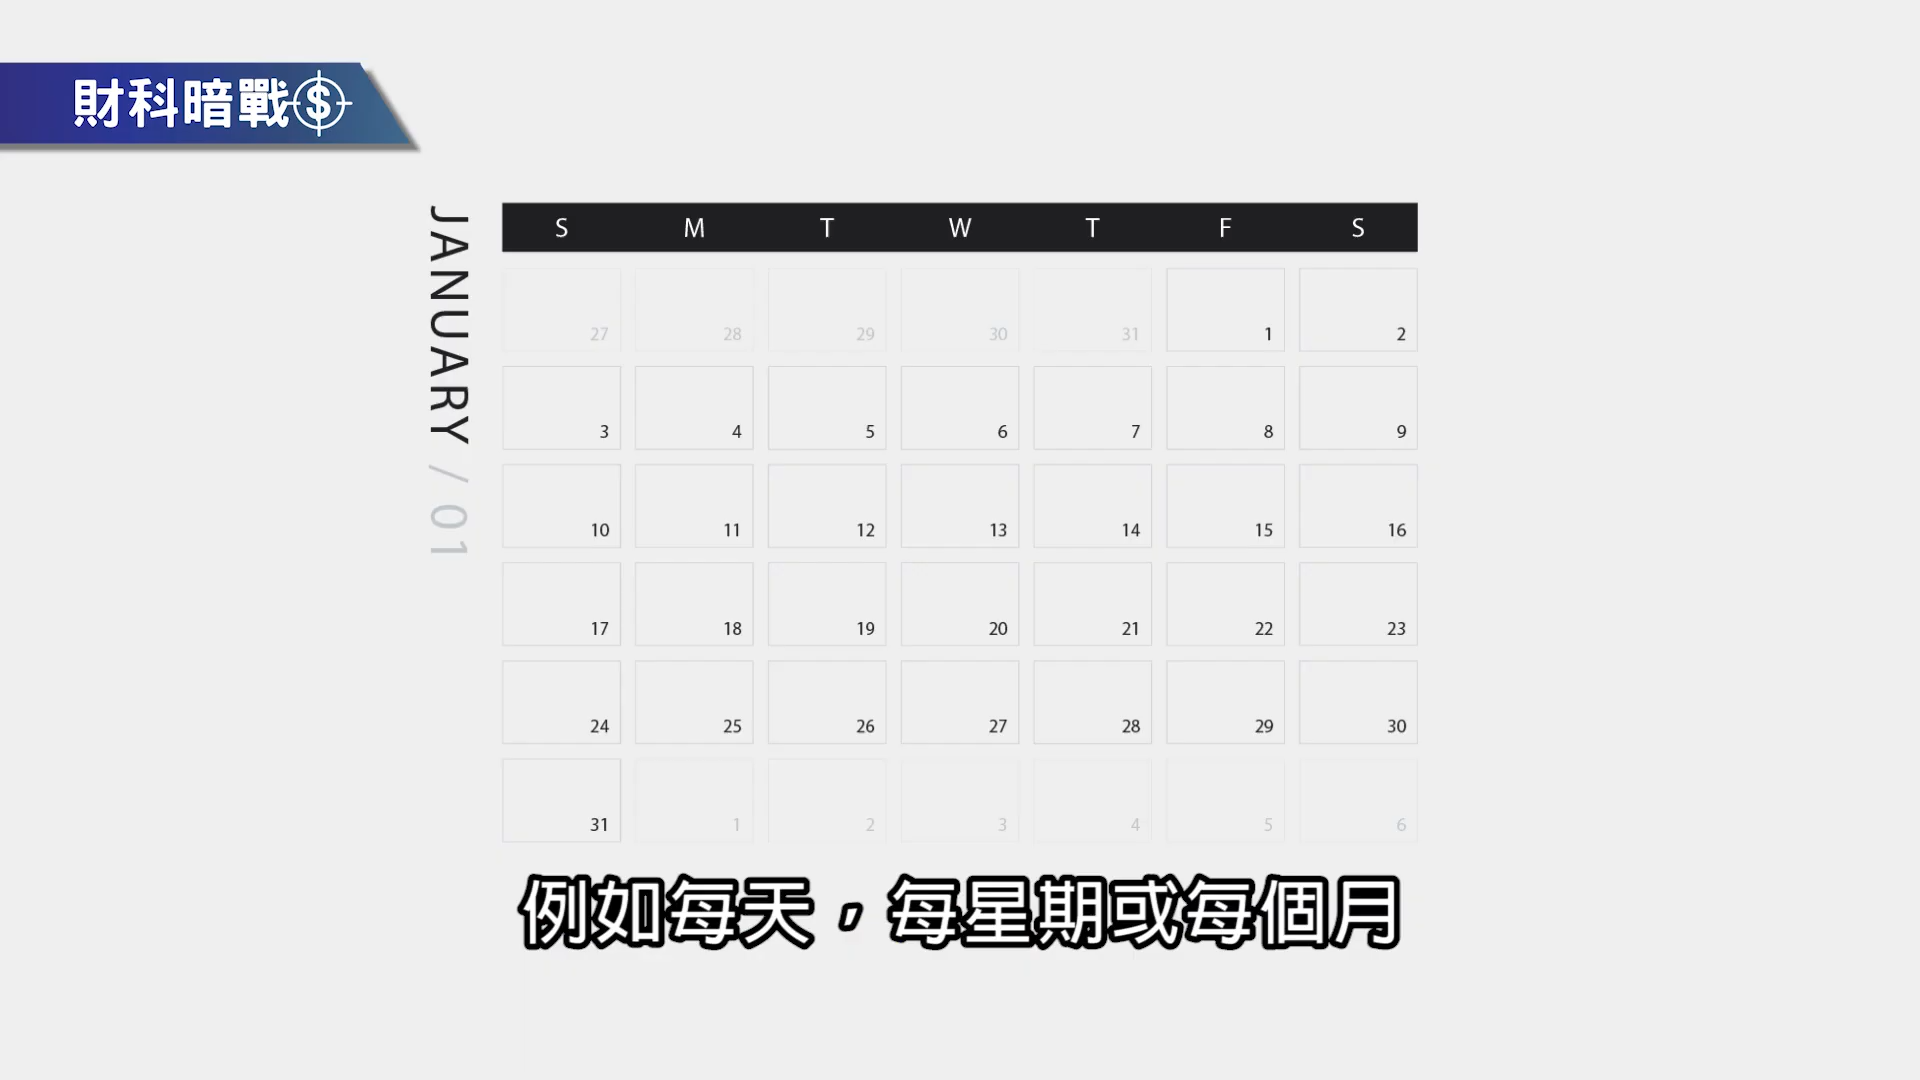 財科暗戰$
JANUARY / 01
S M T W T F S
27 28 29 30 31 1 2
3 4 5 6 7 8 9
10 11 12 13 14 15 16
17 18 19 20 21 22 23
24 25 26 27 28 29 30
31 1 2 3 4 5 6
例如每天，每星期或每個月